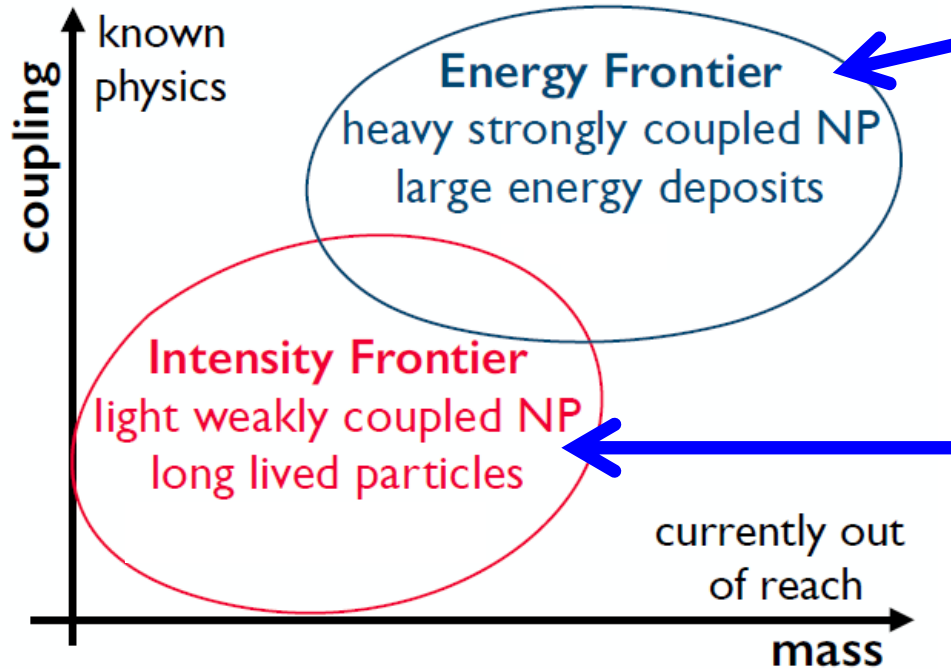 known
physics
coupling
Energy Frontier
heavy strongly coupled NP
large energy deposits
Intensity Frontier
light weakly coupled NP
long lived particles
currently out
of reach
mass